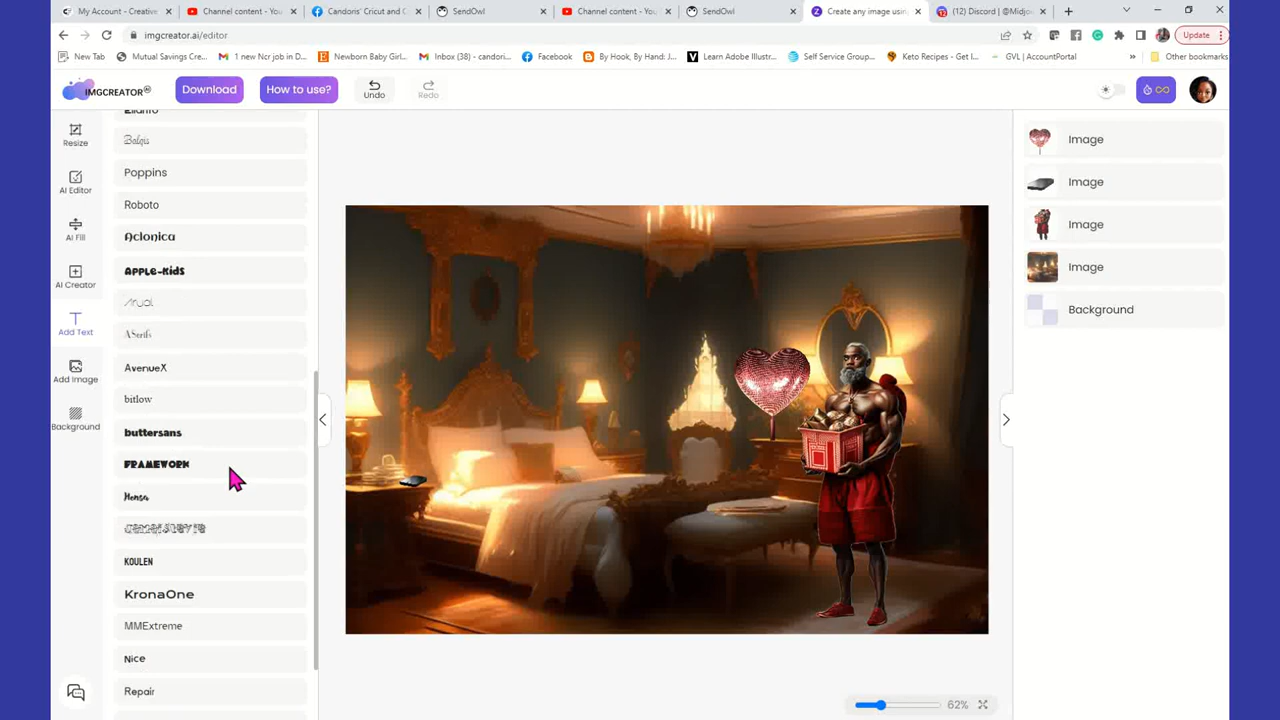 My Account - Creative
Channel content - You
Candoris' Cricut and C
SendOwl
Channel content - You
SendOwl
Create any image using
(12) Discord | @Midjo
imgcreator.ai/editor
Update
New Tab
Mutual Savings Cre...
1 new Ncr job in D...
Newborn Baby Girl...
Inbox (38) - candori...
Facebook
By Hook, By Hand: J...
Learn Adobe Illustr...
Self Service Group...
Keto Recipes - Get I...
GVL | AccountPortal
»
Other bookmarks
IMGCREATOR
Download
How to use?
Undo
Redo
Resize
AI Editor
AI Fill
AI Creator
Add Text
Add Image
Background
Balqis
Poppins
Roboto
Aclonica
APPLE-KIDS
Arual
ASerifs
AvenueX
bitlow
buttersans
FRAMEWORK
Hensa
KOULEN
KronaOne
MMExtreme
Nice
Repair
Image
Image
Image
Image
Background
62%